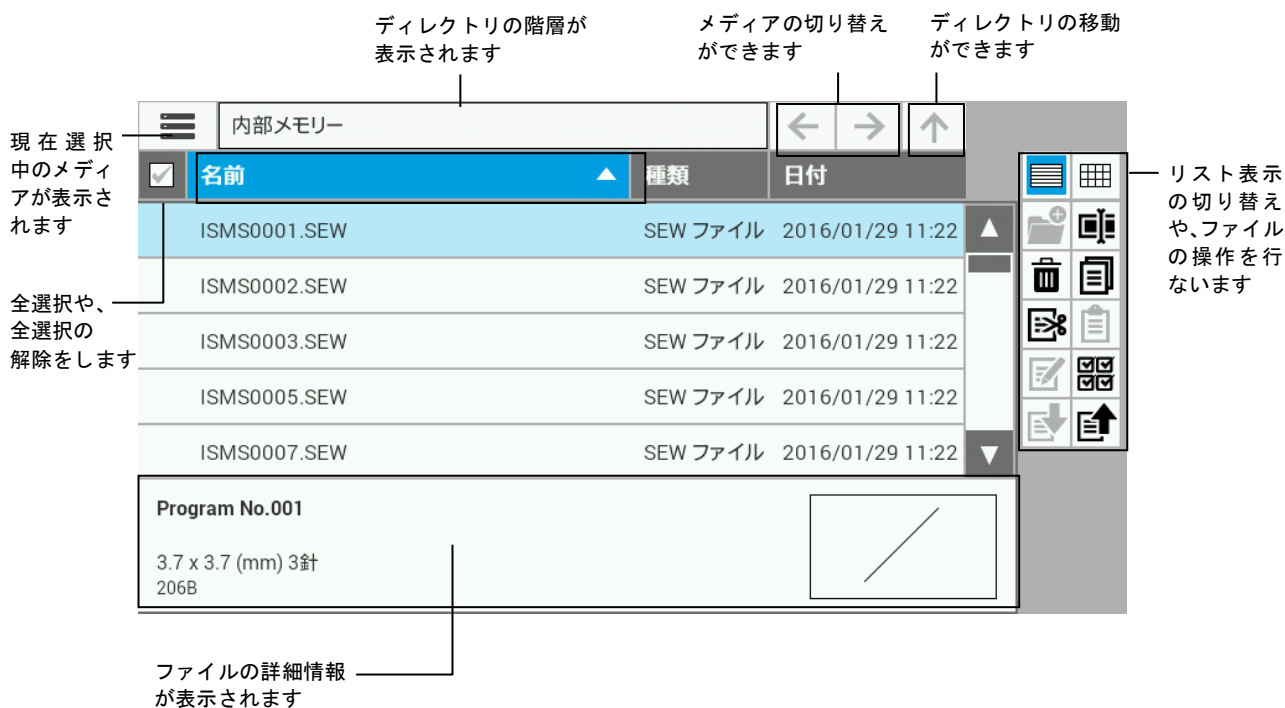 ディレクトリの階層が
表示されます
メディアの切り替え
ができます
ディレクトリの移動
ができます
現在選択
中のメディ
アが表示さ
れます
内部メモリー
名前
種類
日付
リスト表示
の切り替え
や、ファイル
の操作を行
ないます
ISMS0001.SEW SEW ファイル 2016/01/29 11:22
ISMS0002.SEW SEW ファイル 2016/01/29 11:22
ISMS0003.SEW SEW ファイル 2016/01/29 11:22
ISMS0005.SEW SEW ファイル 2016/01/29 11:22
ISMS0007.SEW SEW ファイル 2016/01/29 11:22
全選択や、
全選択の
解除をします
Program No.001
3.7 x 3.7 (mm) 3針
206B
ファイルの詳細情報
が表示されます